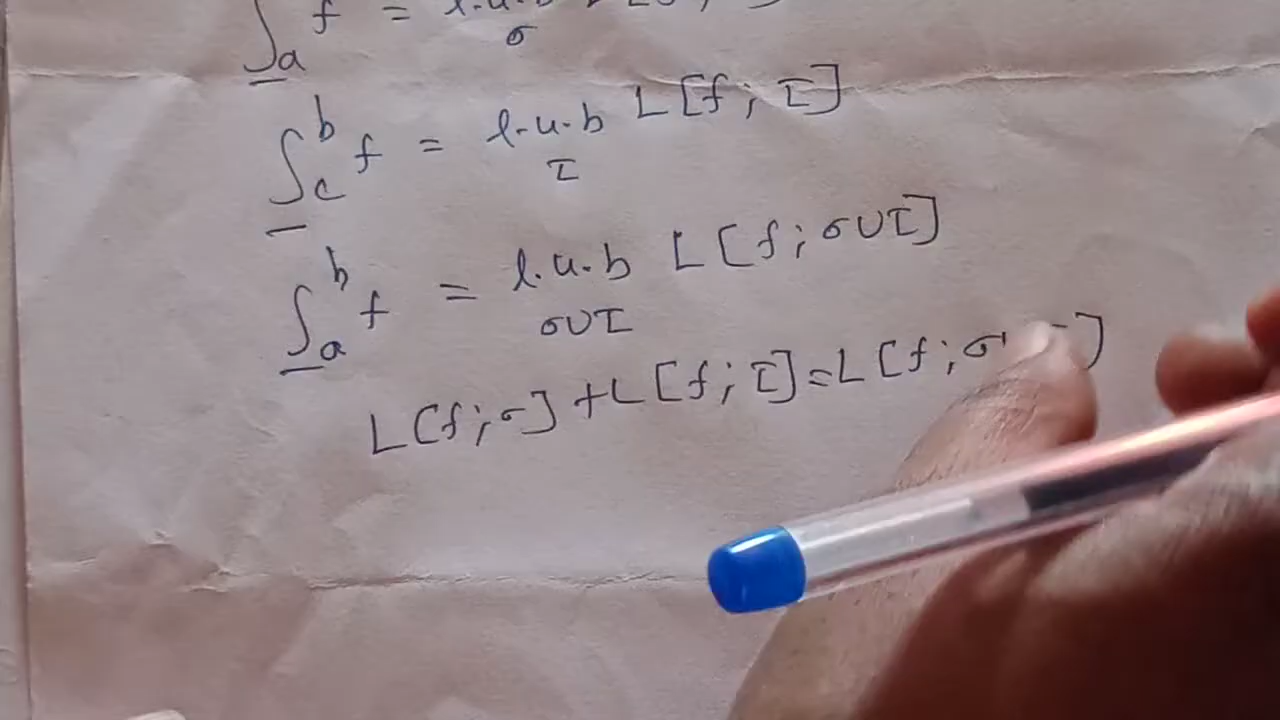 ∫_a f = l.u.b
σ
∫_c^b f = l.u.b L[f; τ]
τ
∫_a^b f = l.u.b L[f; σ∪τ]
σ∪τ
L[f; σ] + L[f; τ] = L[f; σ ]